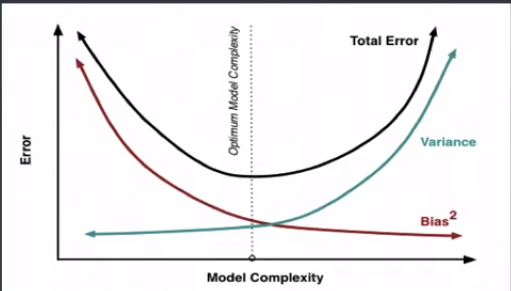 Total Error
Optimum Model Complexity
Variance
Error
Bias²
Model Complexity